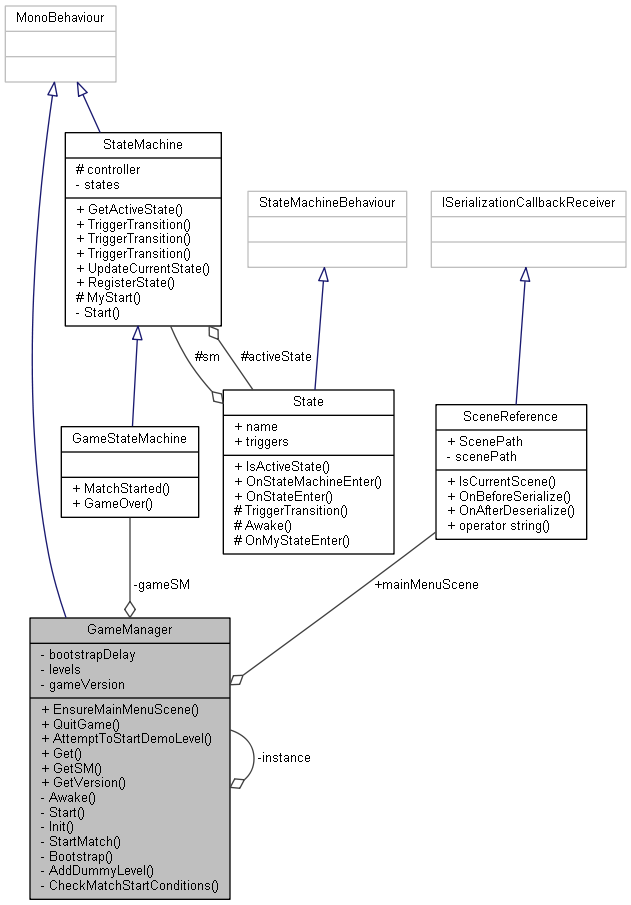 MonoBehaviour
StateMachine
# controller
- states
+ GetActiveState()
+ TriggerTransition()
+ TriggerTransition()
+ TriggerTransition()
+ UpdateCurrentState()
+ RegisterState()
# MyStart()
- Start()
StateMachineBehaviour
ISerializationCallbackReceiver
#sm
#activeState
State
+ name
+ triggers
+ IsActiveState()
+ OnStateMachineEnter()
+ OnStateEnter()
# TriggerTransition()
# Awake()
# OnMyStateEnter()
SceneReference
+ ScenePath
- scenePath
+ IsCurrentScene()
+ OnBeforeSerialize()
+ OnAfterDeserialize()
+ operator string()
GameStateMachine
+ MatchStarted()
+ GameOver()
-gameSM
+mainMenuScene
GameManager
- bootstrapDelay
- levels
- gameVersion
+ EnsureMainMenuScene()
+ QuitGame()
+ AttemptToStartDemoLevel()
+ Get()
+ GetSM()
+ GetVersion()
- Awake()
- Start()
- Init()
- StartMatch()
- Bootstrap()
- AddDummyLevel()
- CheckMatchStartConditions()
-instance